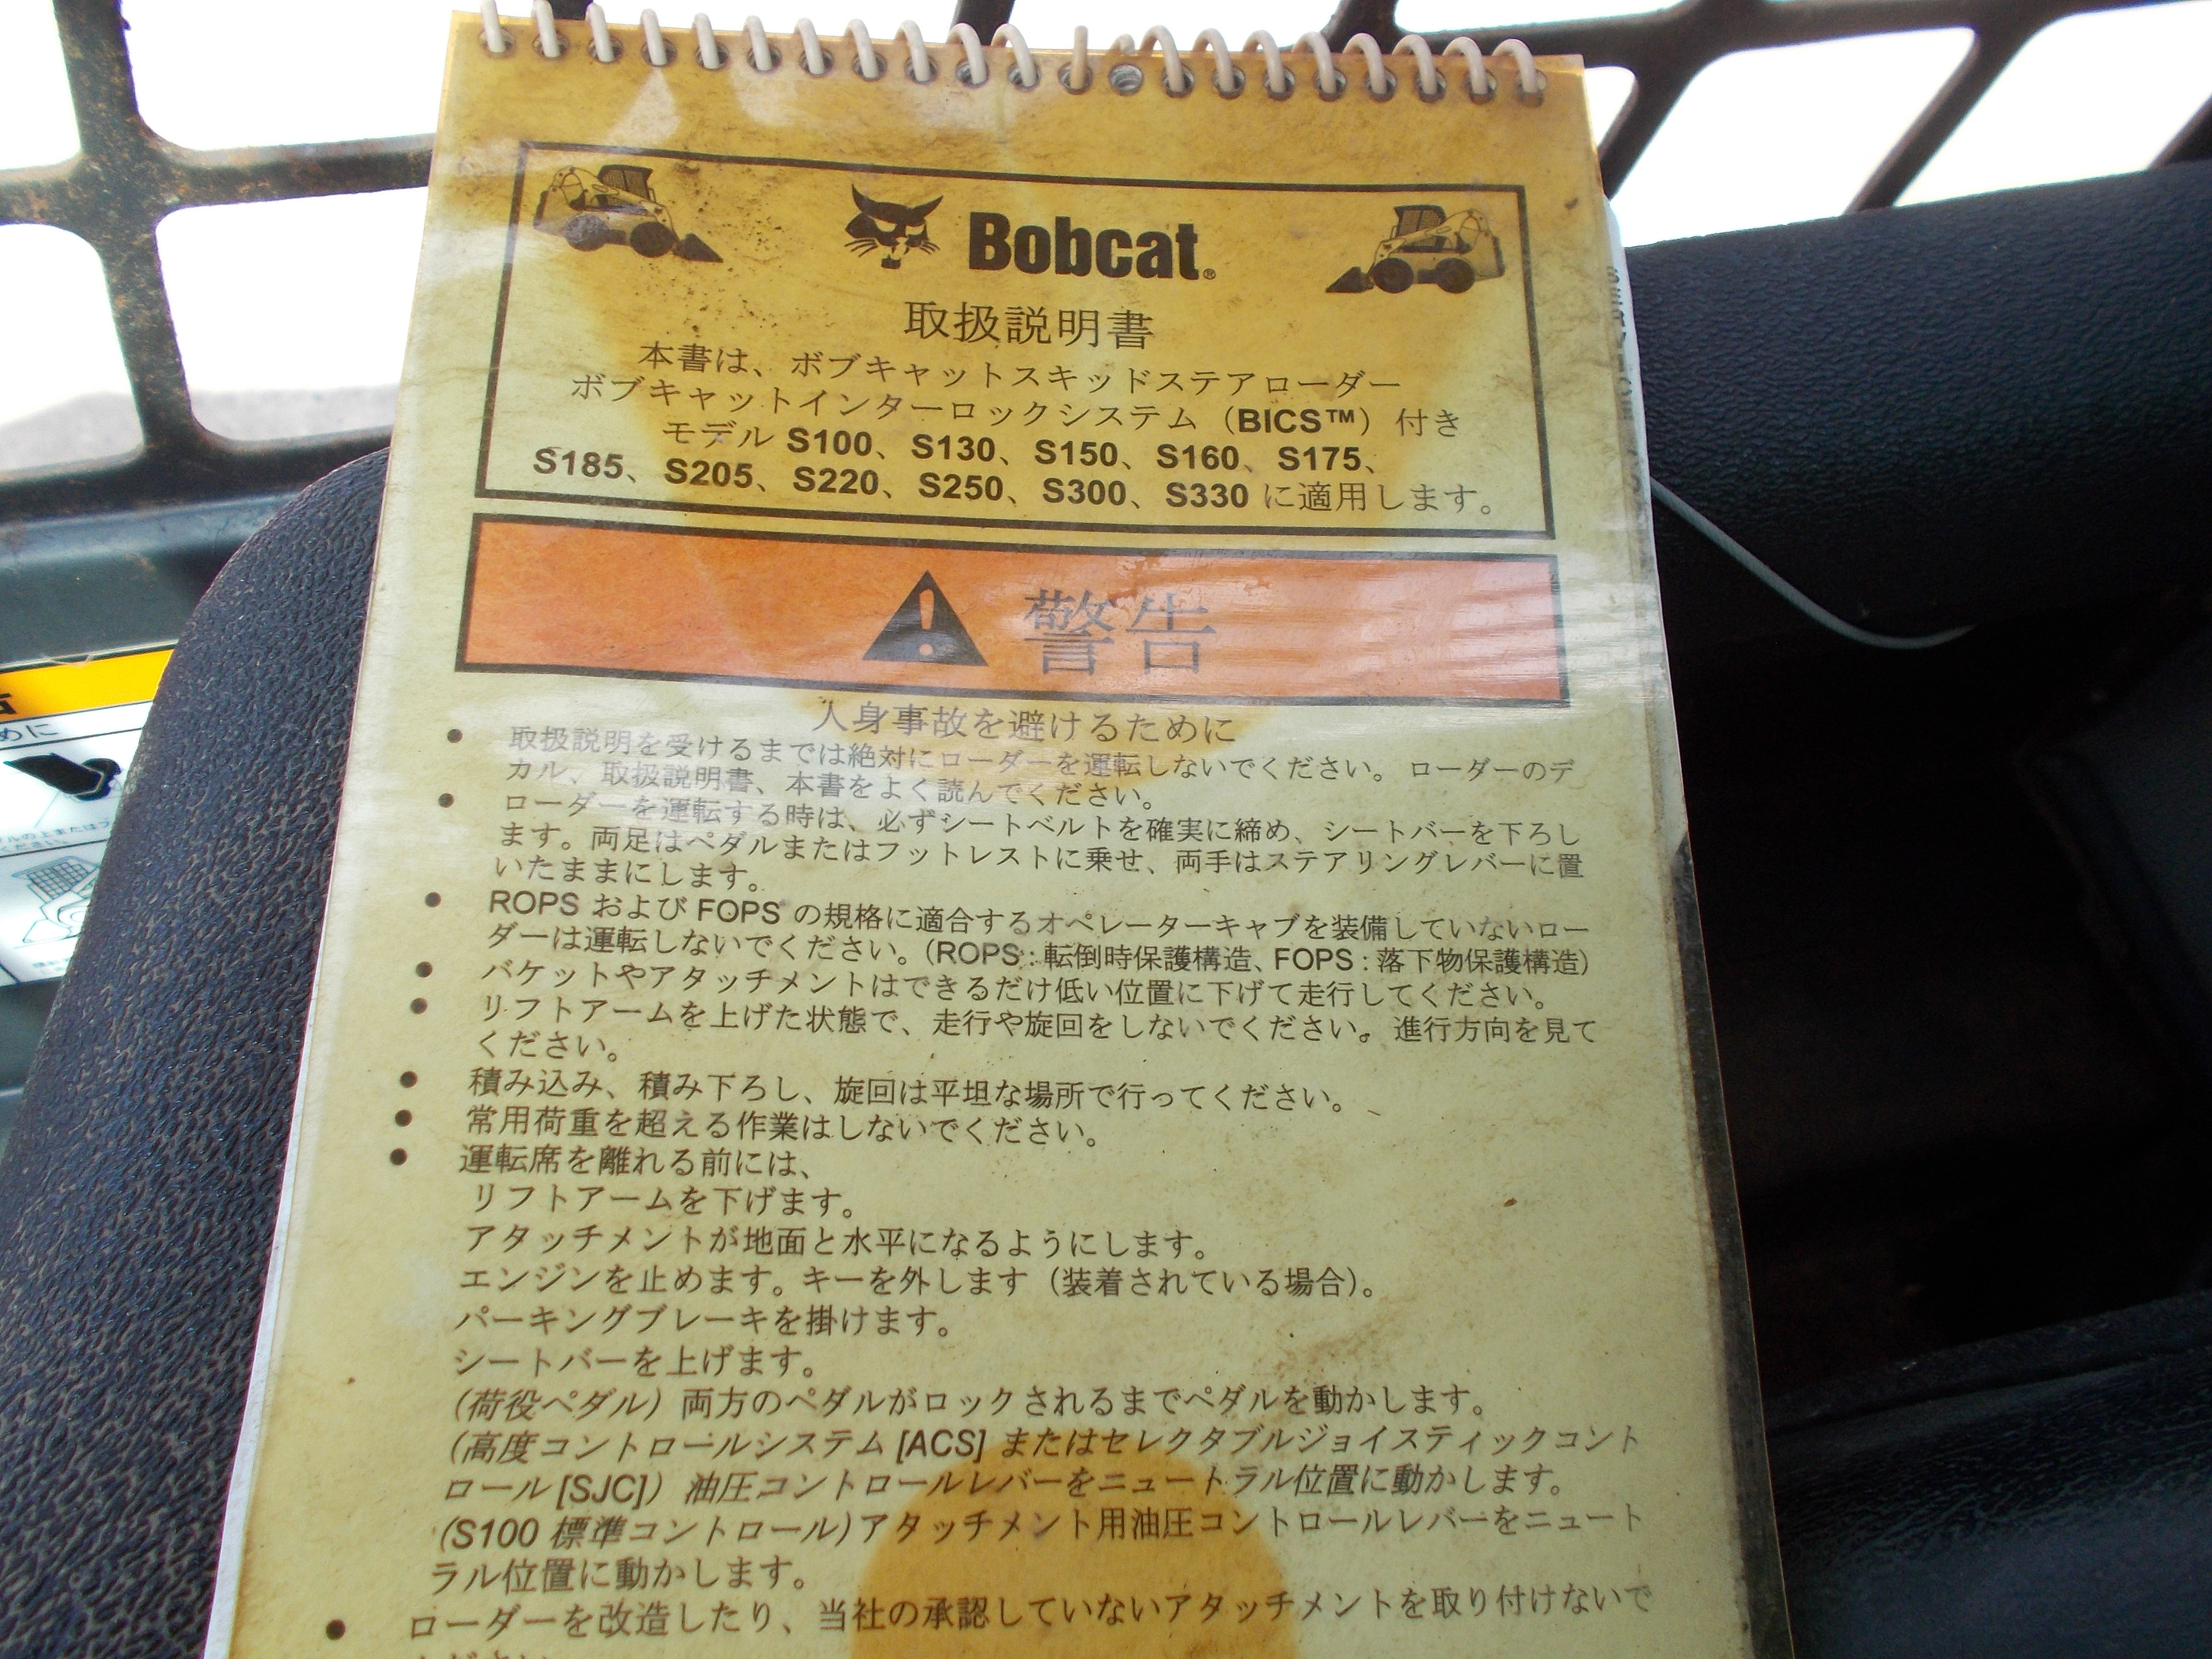 Bobcat®
取扱説明書
本書は、ボブキャットスキッドステアローダー
ボブキャットインターロックシステム（BICS™）付き
モデル S100、S130、S150、S160、S175、
S185、S205、S220、S250、S300、S330 に適用します。
警告
人身事故を避けるために
● 取扱説明を受けるまでは絶対にローダーを運転しないでください。 ローダーのデ
カル、取扱説明書、本書をよく読んでください。
● ローダーを運転する時は、必ずシートベルトを確実に締め、シートバーを下ろし
ます。両足はペダルまたはフットレストに乗せ、両手はステアリングレバーに置
いたままにします。
● ROPS および FOPS の規格に適合するオペレーターキャブを装備していないロー
ダーは運転しないでください。（ROPS：転倒時保護構造、FOPS：落下物保護構造）
● バケットやアタッチメントはできるだけ低い位置に下げて走行してください。
● リフトアームを上げた状態で、走行や旋回をしないでください。 進行方向を見て
ください。
● 積み込み、積み下ろし、旋回は平坦な場所で行ってください。
● 常用荷重を超える作業はしないでください。
● 運転席を離れる前には、
リフトアームを下げます。
アタッチメントが地面と水平になるようにします。
エンジンを止めます。キーを外します（装着されている場合）。
パーキングブレーキを掛けます。
シートバーを上げます。
（荷役ペダル）両方のペダルがロックされるまでペダルを動かします。
（高度コントロールシステム [ACS] またはセレクタブルジョイスティックコント
ロール [SJC]）油圧コントロールレバーをニュートラル位置に動かします。
(S100 標準コントロール)アタッチメント用油圧コントロールレバーをニュート
ラル位置に動かします。
● ローダーを改造したり、当社の承認していないアタッチメントを取り付けないで
めに